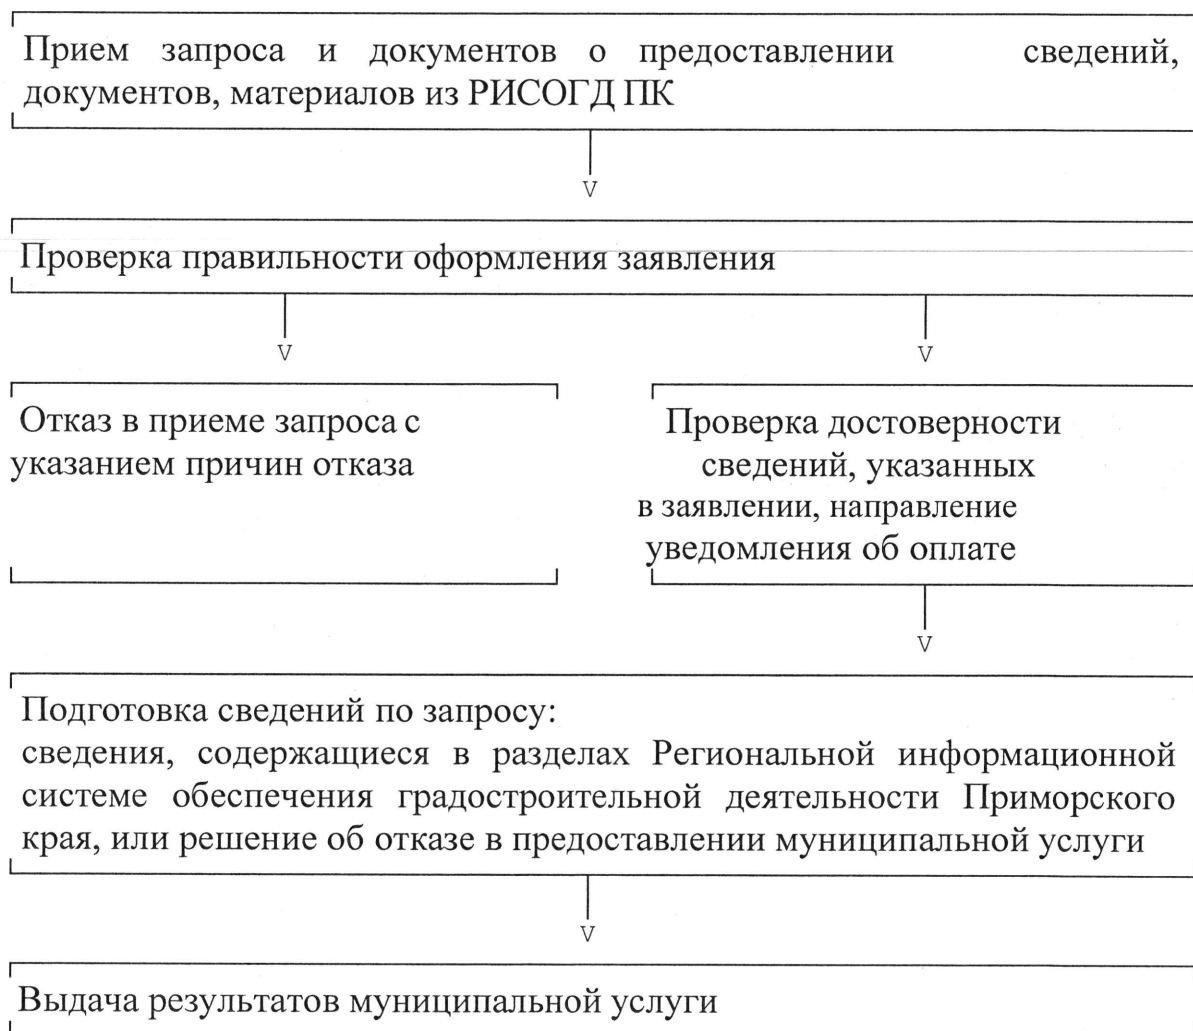 Прием запроса и документов о предоставлении сведений,
документов, материалов из РИСОГД ПК
V
Проверка правильности оформления заявления
V
V
Отказ в приеме запроса с
указанием причин отказа
Проверка достоверности
сведений, указанных
в заявлении, направление
уведомления об оплате
V
Подготовка сведений по запросу:
сведения, содержащиеся в разделах Региональной информационной
системе обеспечения градостроительной деятельности Приморского
края, или решение об отказе в предоставлении муниципальной услуги
V
Выдача результатов муниципальной услуги